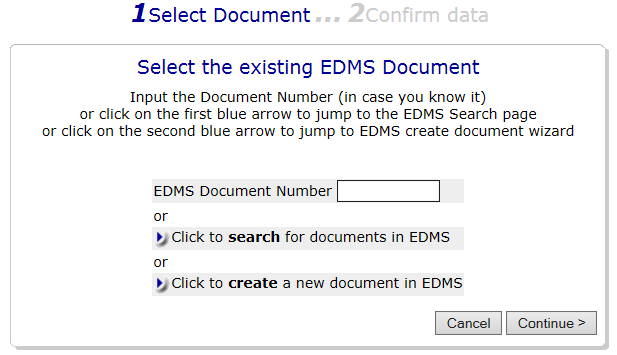 1Select Document ... 2Confirm data
Select the existing EDMS Document
Input the Document Number (in case you know it)
or click on the first blue arrow to jump to the EDMS Search page
or click on the second blue arrow to jump to EDMS create document wizard
EDMS Document Number
or
Click to search for documents in EDMS
or
Click to create a new document in EDMS
Cancel Continue >